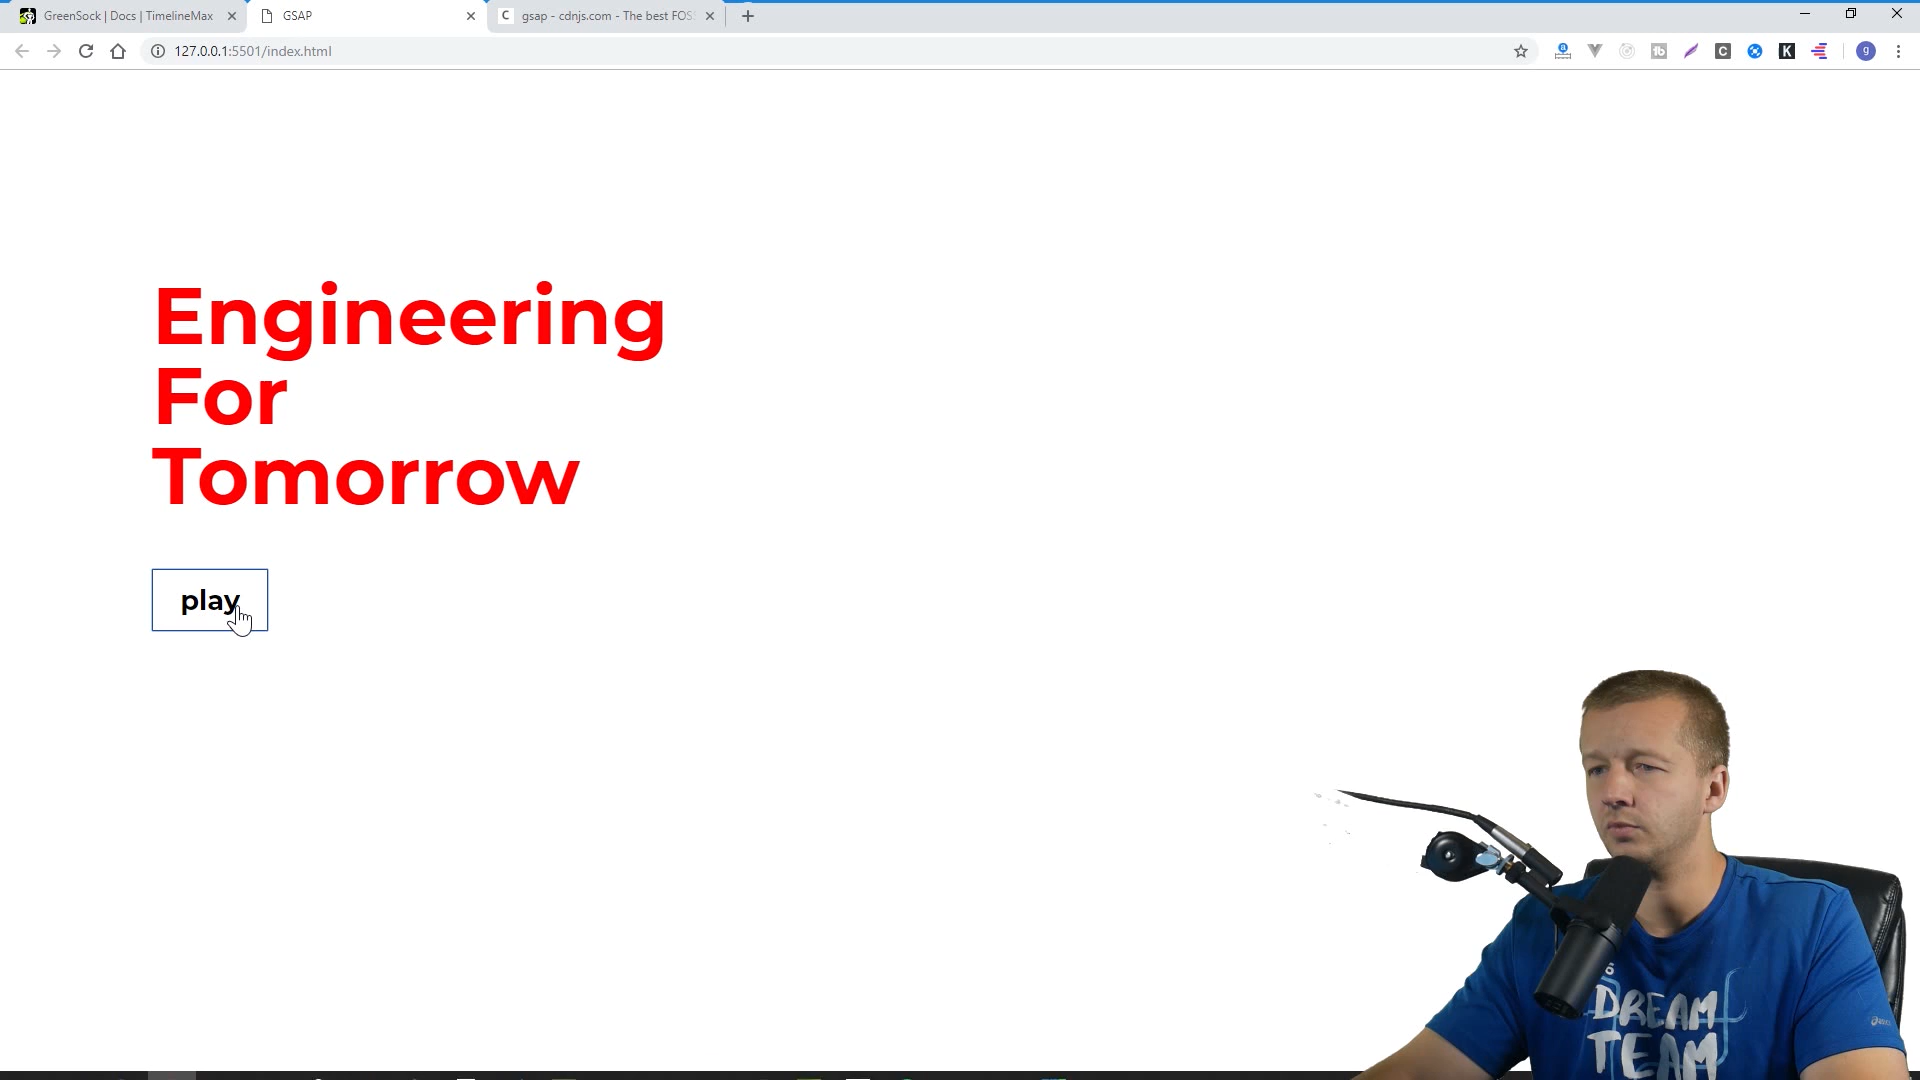 GreenSock | Docs | TimelineMax
GSAP
gsap - cdnjs.com - The best FOS
127.0.0.1:5501/index.html
g
Engineering
For
Tomorrow
play
DREAM
TEAM
asics